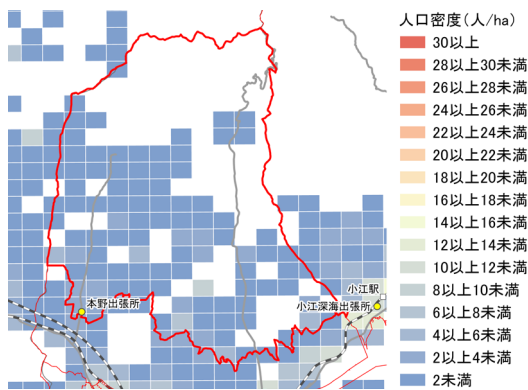 人口密度(人/ha)
30以上
28以上30未満
26以上28未満
24以上26未満
22以上24未満
20以上22未満
18以上20未満
16以上18未満
14以上16未満
12以上14未満
10以上12未満
8以上10未満
6以上8未満
4以上6未満
2以上4未満
2未満
小江駅
小江深海出張所
本野出張所